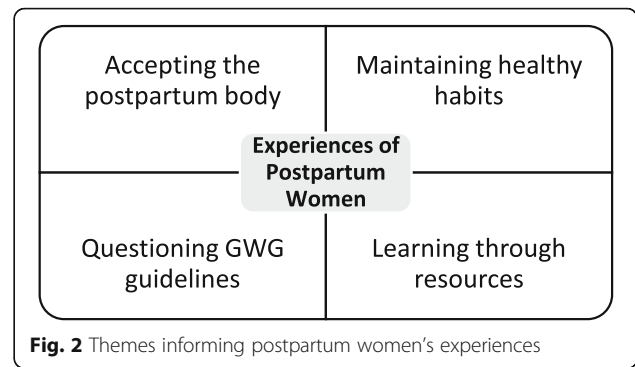 Accepting the
postpartum body
Maintaining healthy
habits
Experiences of
Postpartum
Women
Questioning GWG
guidelines
Learning through
resources
Fig. 2 Themes informing postpartum women's experiences